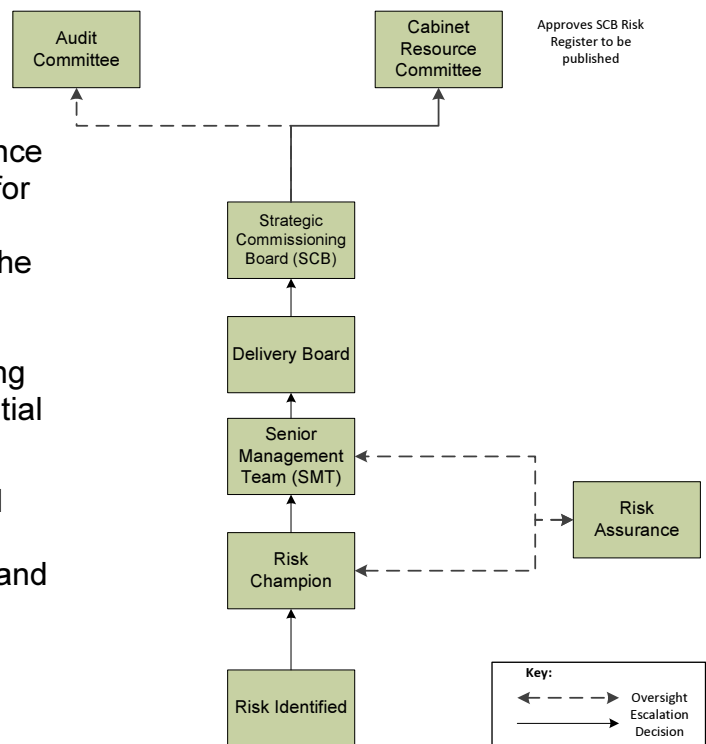 Audit
Committee
Cabinet
Resource
Committee
Approves SCB Risk
Register to be
published
nce
for
he
ng
tial
l
and
Strategic
Commissioning
Board (SCB)
Delivery Board
Senior
Management
Team (SMT)
Risk
Assurance
Risk
Champion
Risk Identified
Key:
Oversight
Escalation
Decision